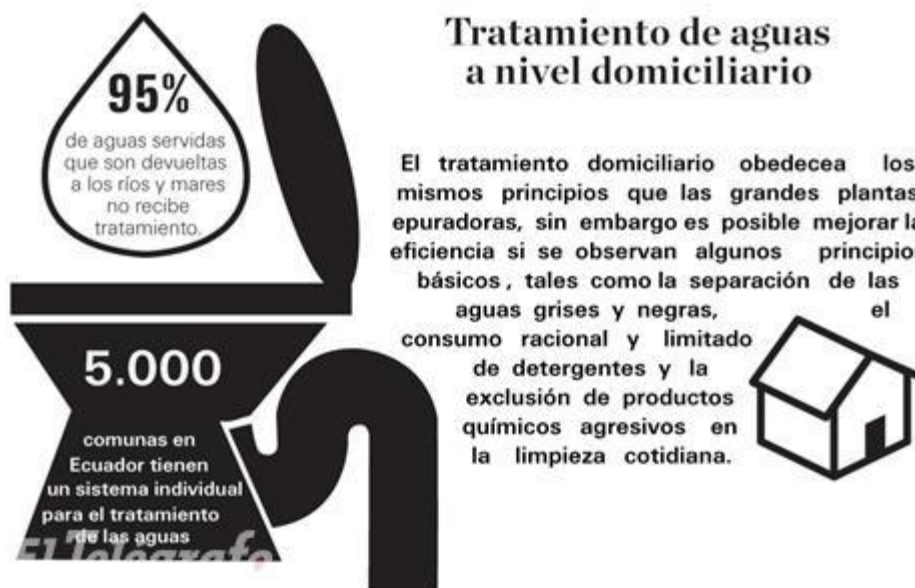 Tratamiento de aguas
a nivel domiciliario
95%
de aguas servidas
que son devueltas
a los ríos y mares
no recibe
tratamiento.
El tratamiento domiciliario obedecea los
mismos principios que las grandes plantas
epuradoras, sin embargo es posible mejorar la
eficiencia si se observan algunos principios
básicos, tales como la separación de las
aguas grises y negras, el
consumo racional y limitado
de detergentes y la
exclusión de productos
químicos agresivos en
la limpieza cotidiana.
5.000
comunas en
Ecuador tienen
un sistema individual
para el tratamiento
de las aguas
El Telégrafo